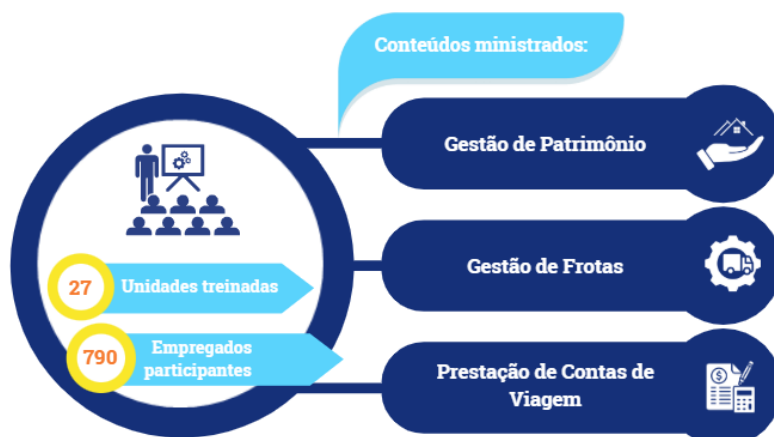 Conteúdos ministrados:
Gestão de Patrimônio
27
Unidades treinadas
Gestão de Frotas
790
Empregados
participantes
Prestação de Contas de
Viagem
$